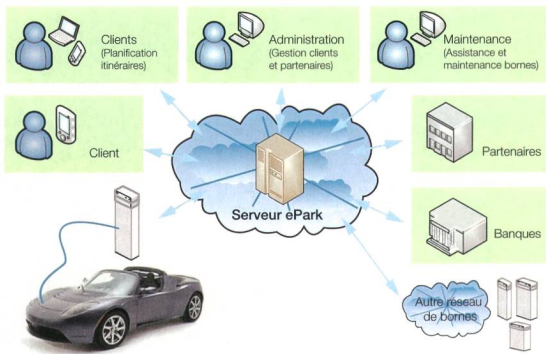 Clients
(Planification
itinéraires)
Administration
(Gestion clients
et partenaires)
Maintenance
(Assistance et
maintenance bornes)
Client
Partenaires
Serveur ePark
Banques
Autre réseau
de bornes